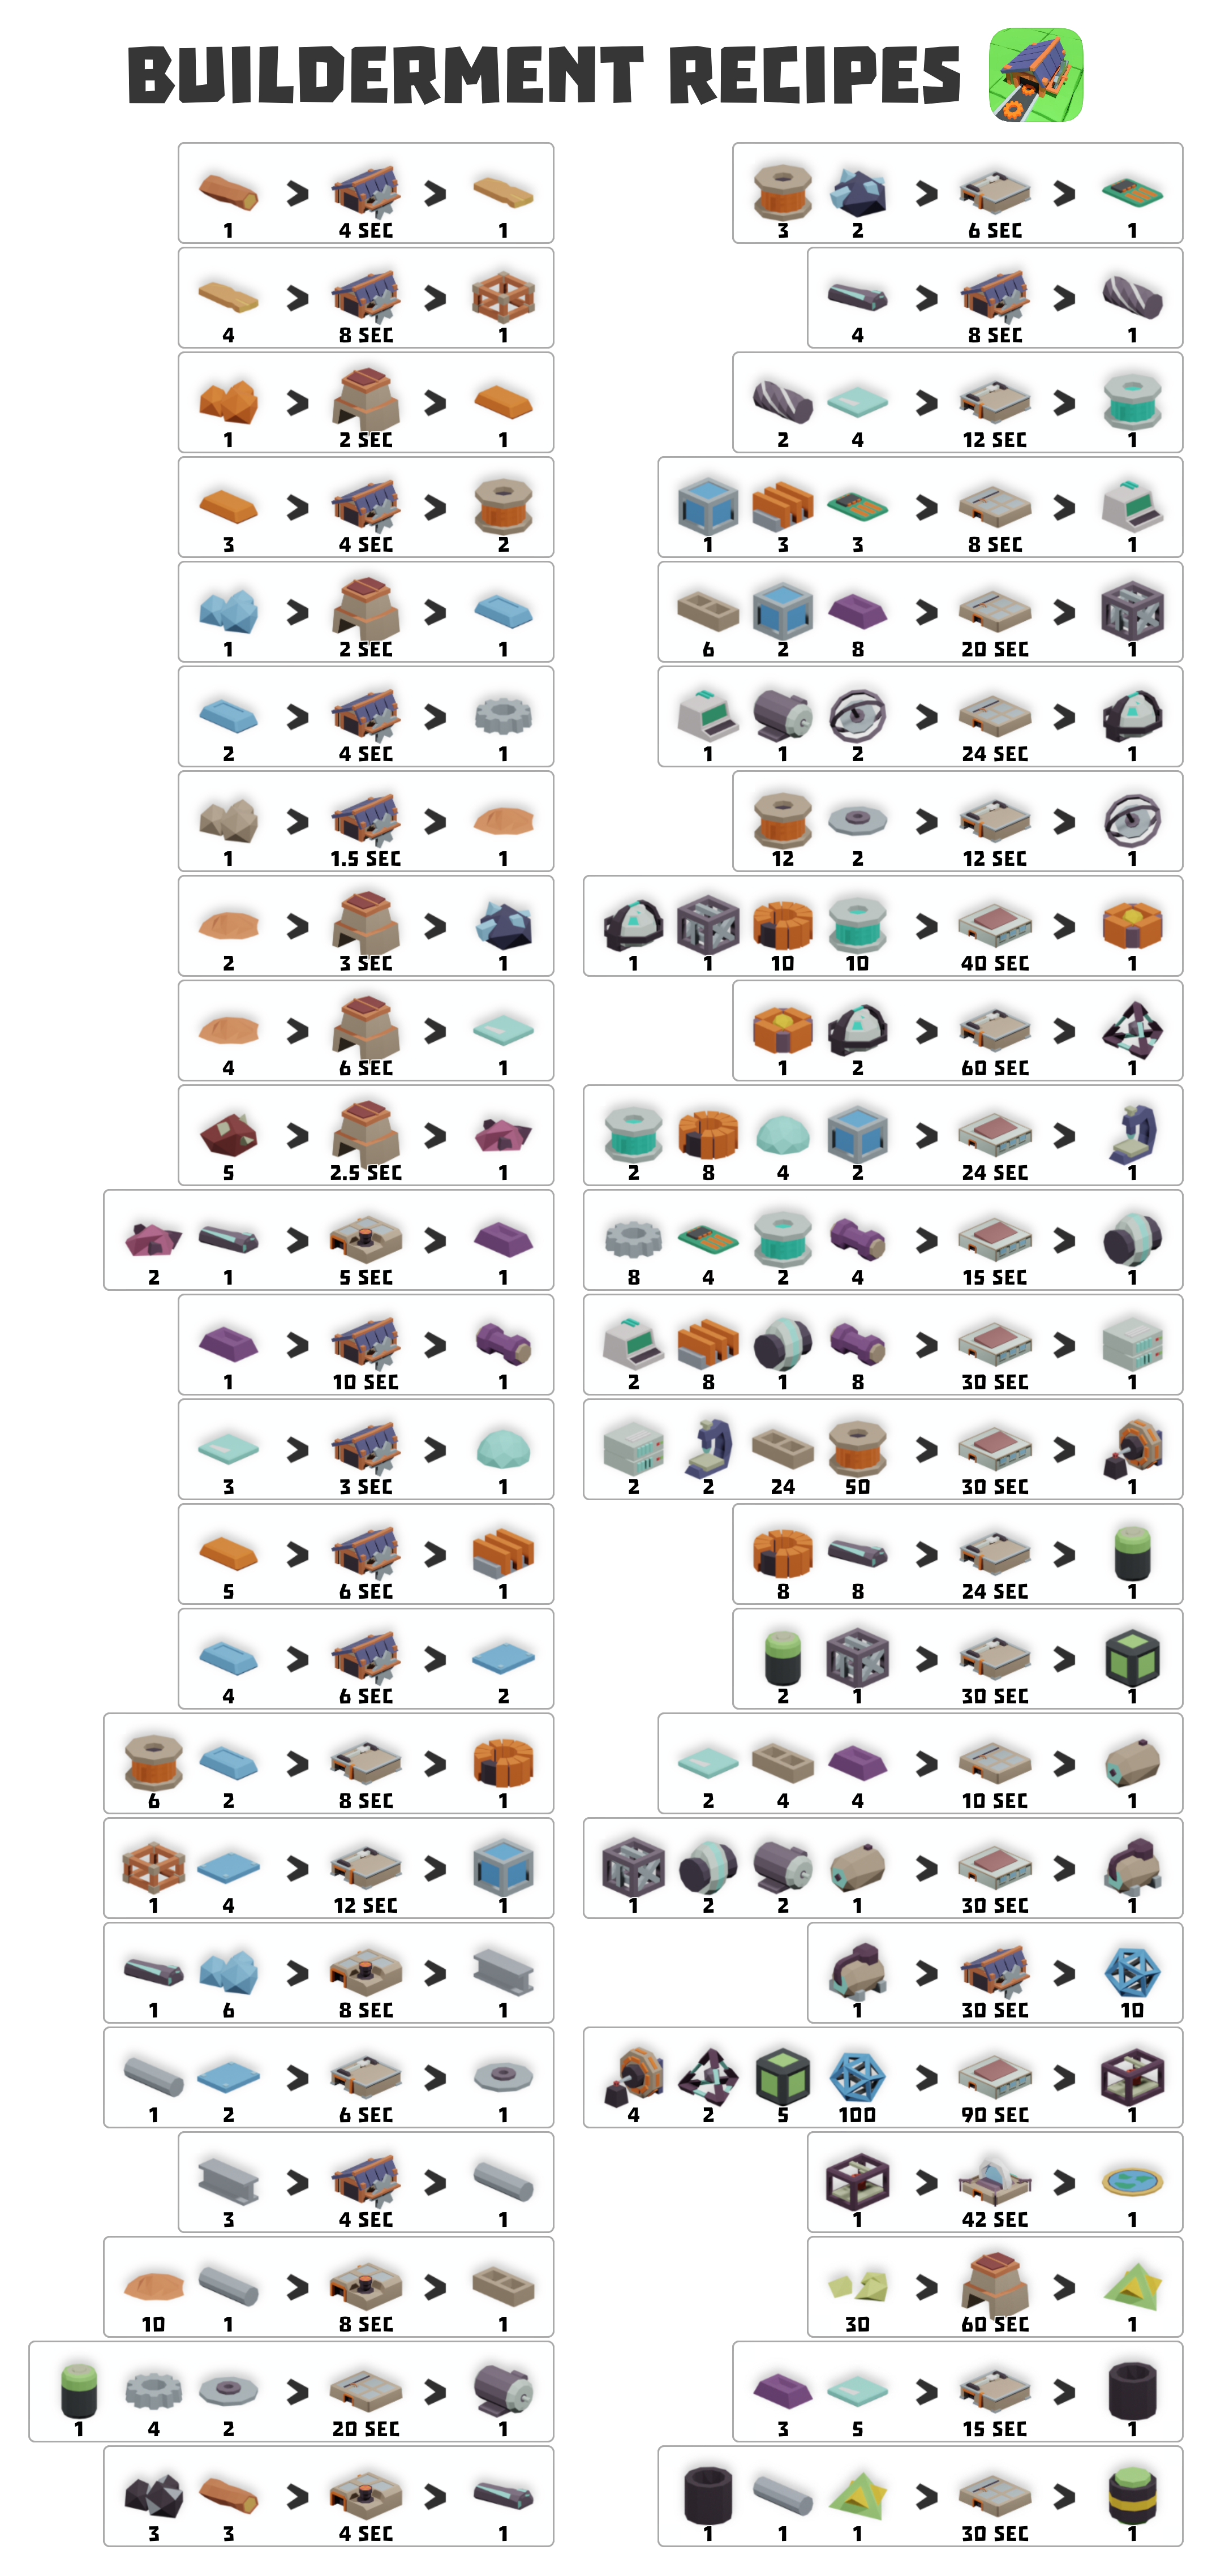 BUILDERMENT RECIPES
1 > 4 SEC > 1
4 > 8 SEC > 1
1 > 2 SEC > 1
3 > 4 SEC > 2
1 > 2 SEC > 1
2 > 4 SEC > 1
1 > 1.5 SEC > 1
2 > 3 SEC > 1
4 > 6 SEC > 1
5 > 2.5 SEC > 1
2 1 > 5 SEC > 1
1 > 10 SEC > 1
3 > 3 SEC > 1
5 > 6 SEC > 1
4 > 6 SEC > 2
6 2 > 8 SEC > 1
1 4 > 12 SEC > 1
1 6 > 8 SEC > 1
1 2 > 6 SEC > 1
3 > 4 SEC > 1
10 1 > 8 SEC > 1
1 4 2 > 20 SEC > 1
3 3 > 4 SEC > 1
3 2 > 6 SEC > 1
4 > 8 SEC > 1
2 4 > 12 SEC > 1
1 3 3 > 8 SEC > 1
6 2 8 > 20 SEC > 1
1 1 2 > 24 SEC > 1
12 2 > 12 SEC > 1
1 1 10 10 > 40 SEC > 1
1 2 > 60 SEC > 1
2 8 4 2 > 24 SEC > 1
8 4 2 4 > 15 SEC > 1
2 8 1 8 > 30 SEC > 1
2 2 24 50 > 30 SEC > 1
8 8 > 24 SEC > 1
2 1 > 30 SEC > 1
2 4 4 > 10 SEC > 1
1 2 2 1 > 30 SEC > 1
1 > 30 SEC > 10
4 2 5 100 > 90 SEC > 1
1 > 42 SEC > 1
30 > 60 SEC > 1
3 5 > 15 SEC > 1
1 1 1 > 30 SEC > 1